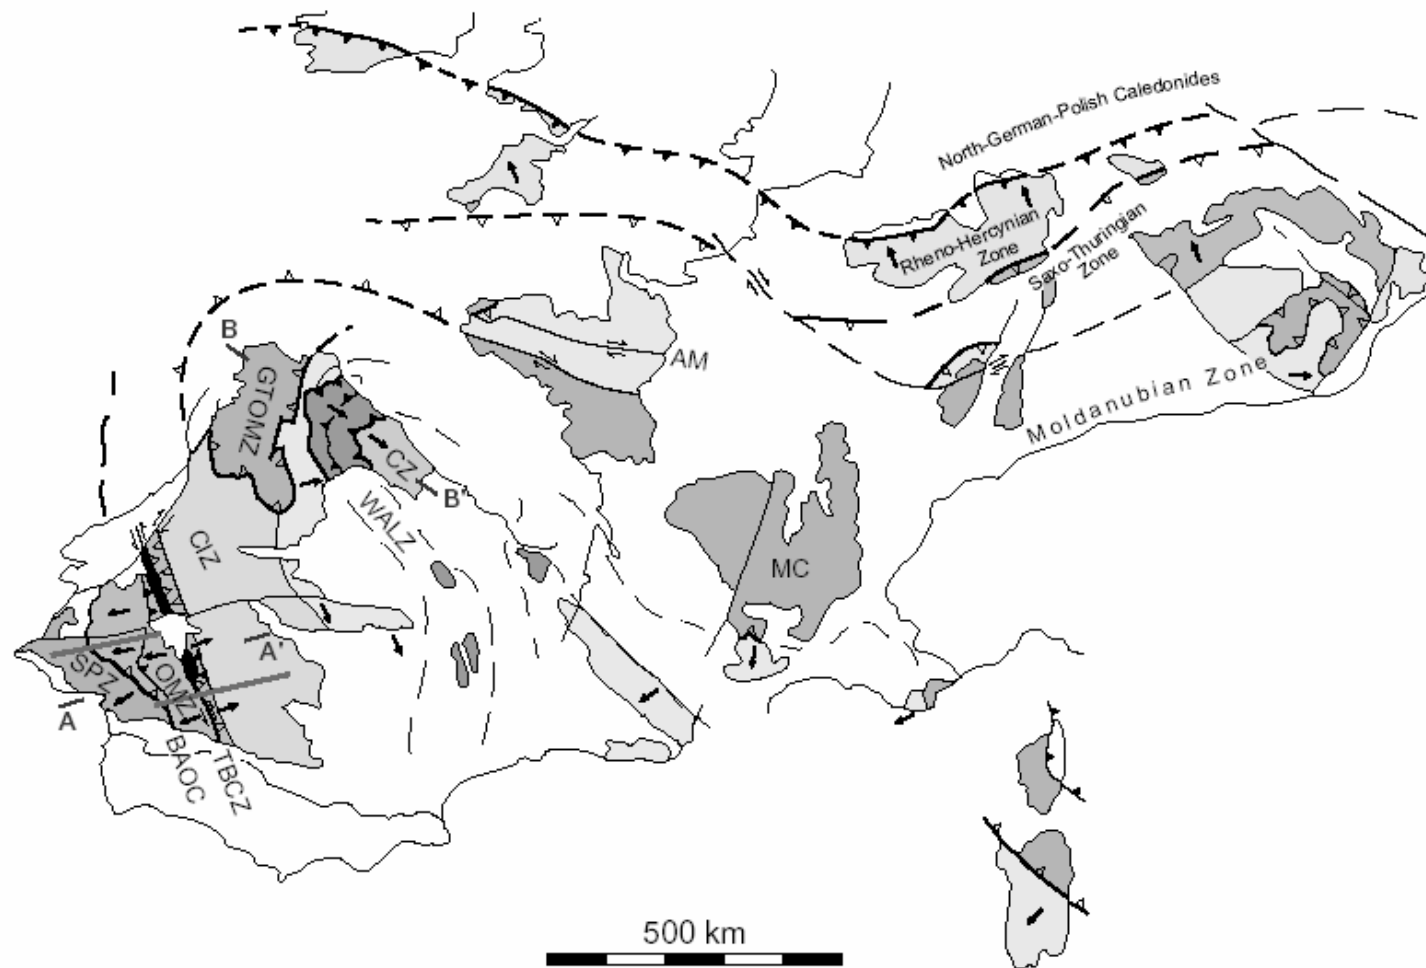 North-German-Polish Caledonides
Rheno-Hercynian
Zone
Saxo-Thuringian
Zone
B
GTOMZ
AM
Moldanubian Zone
CZ
B'
WALZ
CIZ
MC
A'
SPZ
OMZ
A
BAOC
TBCZ
500 km